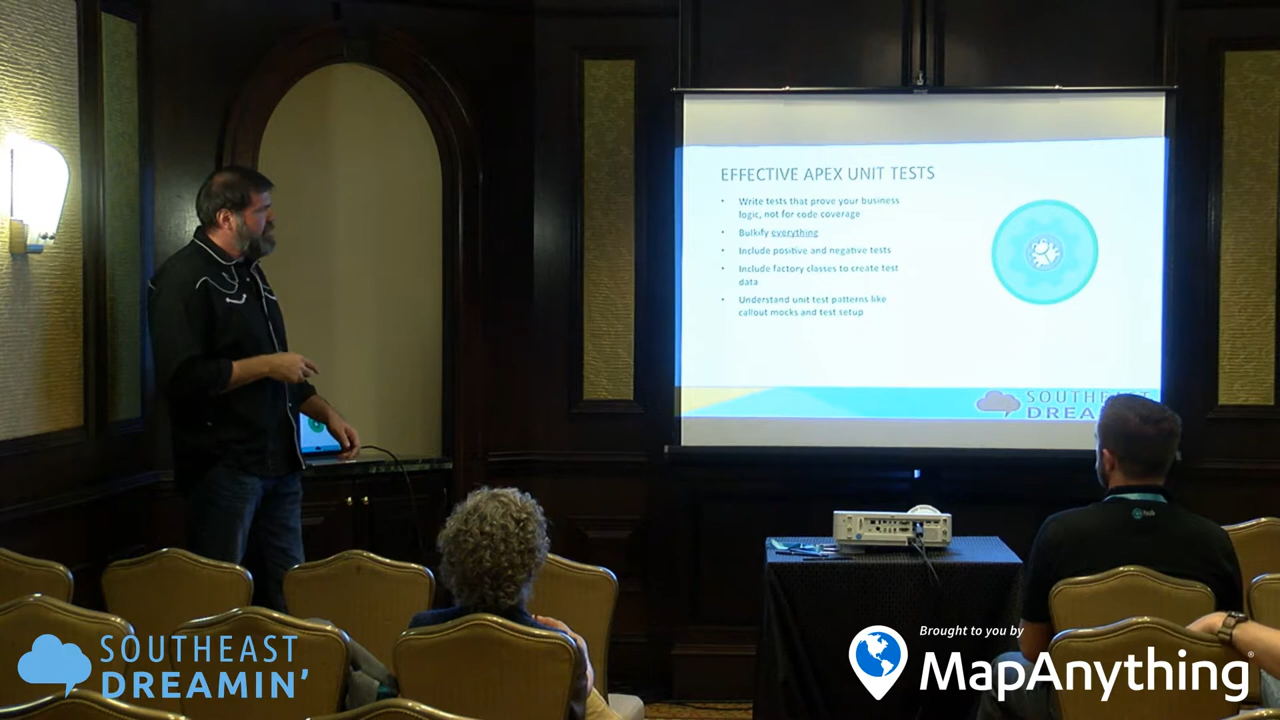 EFFECTIVE APEX UNIT TESTS
• Write tests that prove your business
logic, not for code coverage
• Bulkify everything
• Include positive and negative tests
• Include factory classes to create test
data
• Understand unit test patterns like
callout mocks and test setup
SOUTHEAST
DREAMIN'
Brought to you by
MapAnything®